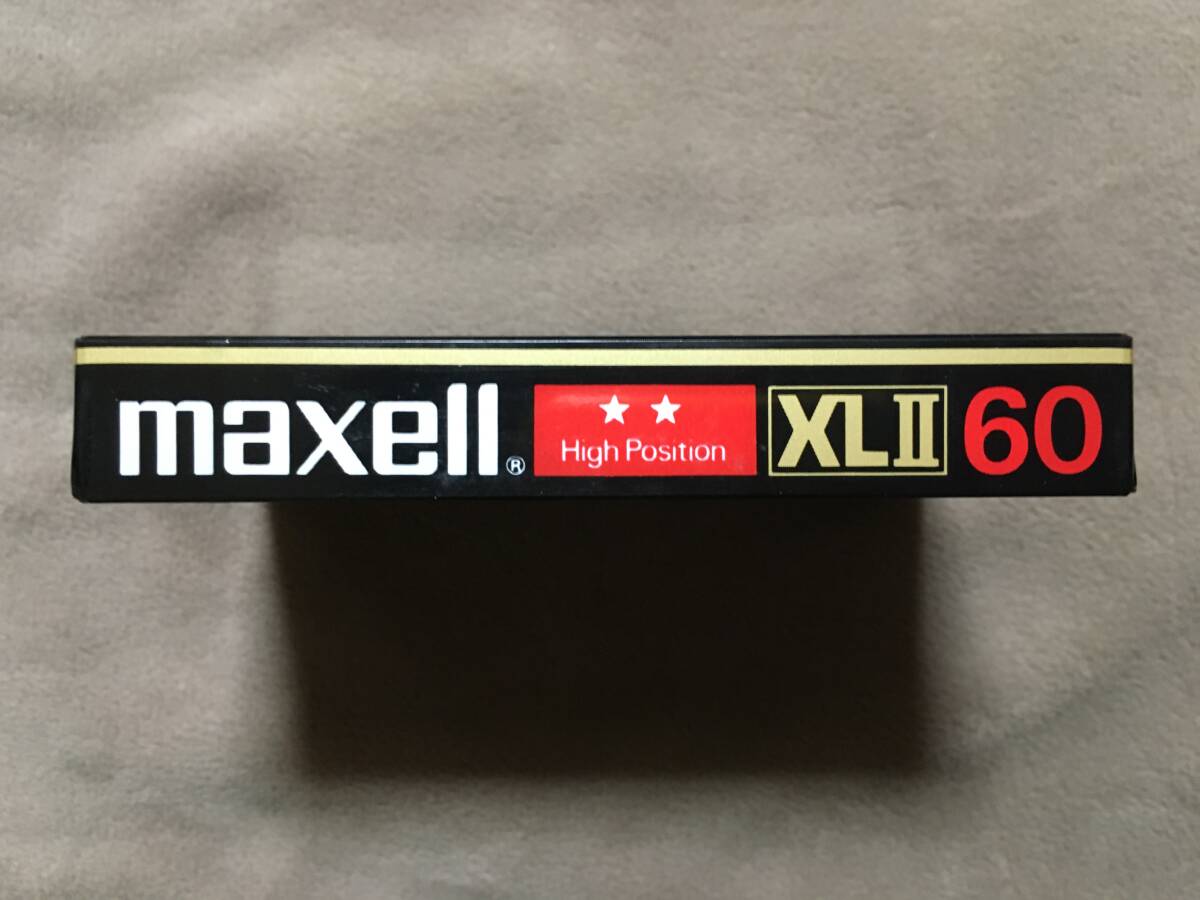 maxell®
★★
High Position
XLⅡ 60